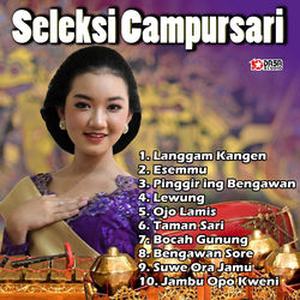 Seleksi Campursari
1. Langgam Kangen
2. Esemmu
3. Pinggir ing Bengawan
4. Lewung
5. Ojo Lamis
6. Taman Sari
7. Bocah Gunung
8. Bengawan Sore
9. Suwe Ora Jamu
10. Jambu Opo Kweni